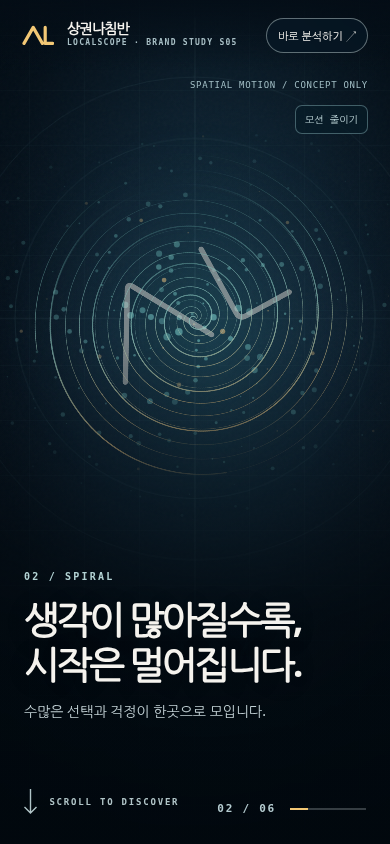 상권나침반
LOCALSCOPE · BRAND STUDY S05
바로 분석하기 ↗
SPATIAL MOTION / CONCEPT ONLY
모션 줄이기
02 / SPIRAL
생각이 많아질수록,
시작은 멀어집니다.
수많은 선택과 걱정이 한곳으로 모입니다.
SCROLL TO DISCOVER
02 / 06